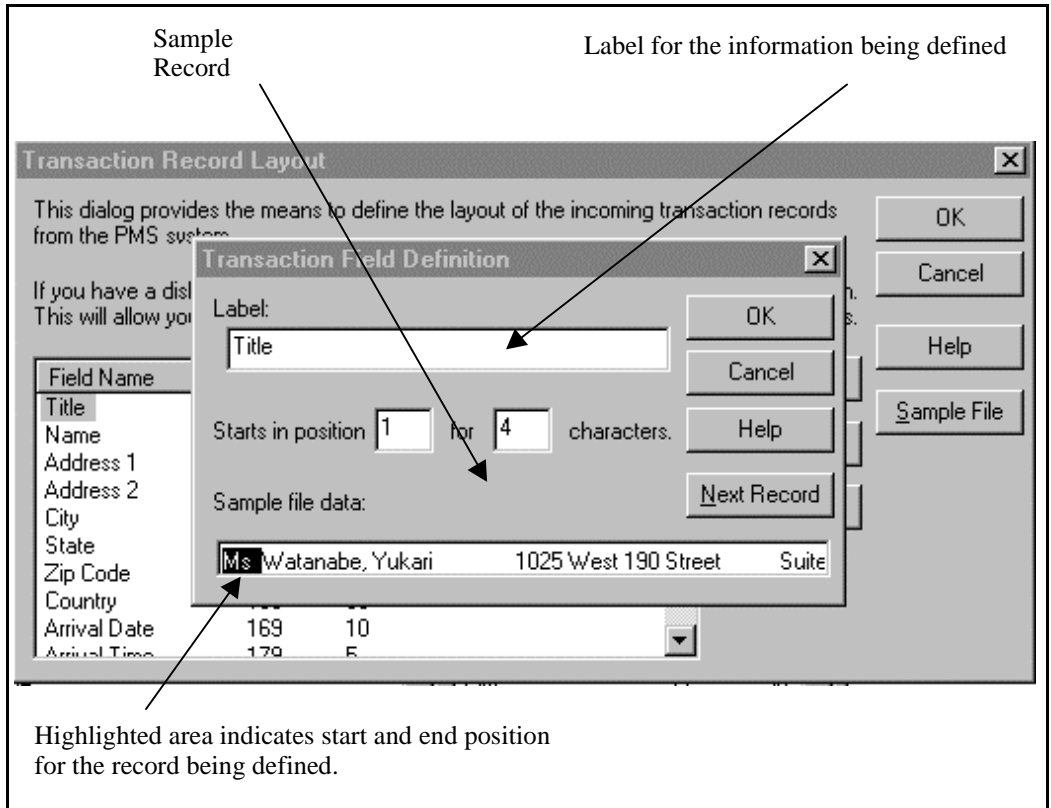 Sample
Record
Label for the information being defined
Transaction Record Layout
This dialog provides the means to define the layout of the incoming transaction records
from the PMS system
OK
Cancel
Help
Sample File
If you have a disk
n.
This will allow you
s.
Field Name
Title
Name
Address 1
Address 2
City
State
Zip Code
Country
Arrival Date 169 10
Arrival Time 179 5
Transaction Field Definition
Label:
Title
OK
Cancel
Help
Next Record
Starts in position 1 for 4 characters.
Sample file data:
Ms Watanabe, Yukari 1025 West 190 Street Suite
Highlighted area indicates start and end position
for the record being defined.